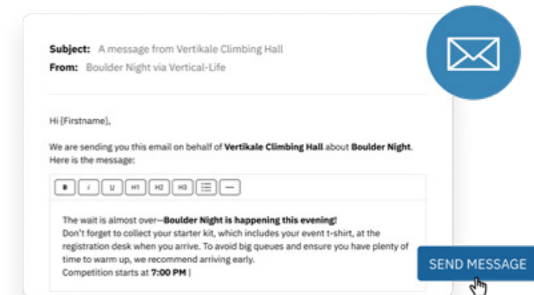 Subject: A message from Vertikale Climbing Hall
From: Boulder Night via Vertical-Life
Hi {Firstname},
We are sending you this email on behalf of Vertikale Climbing Hall about Boulder Night.
Here is the message:
B i U H1 H2 H3
The wait is almost over—Boulder Night is happening this evening!
Don't forget to collect your starter kit, which includes your event t-shirt, at the
registration desk when you arrive. To avoid big queues and ensure you have plenty of
time to warm up, we recommend arriving early.
Competition starts at 7:00 PM |
SEND MESSAGE